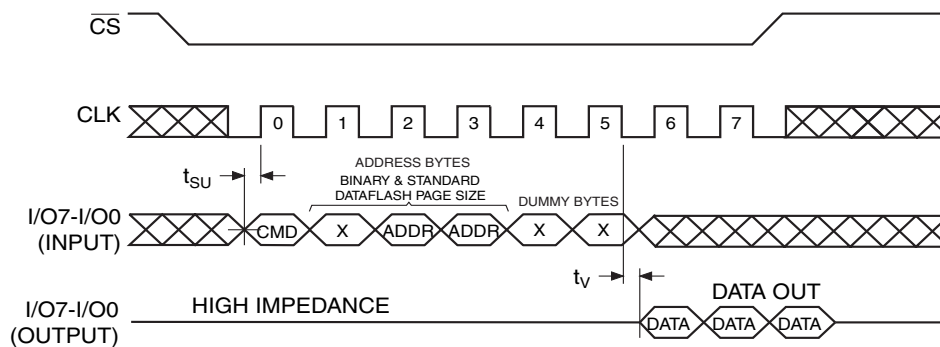 CS
CLK
0 1 2 3 4 5 6 7
ADDRESS BYTES
BINARY & STANDARD
DATAFLASH PAGE SIZE
DUMMY BYTES
tSU
I/O7-I/O0
(INPUT)
CMD X ADDR ADDR X X
tV
I/O7-I/O0
(OUTPUT)
HIGH IMPEDANCE
DATA OUT
DATA DATA DATA